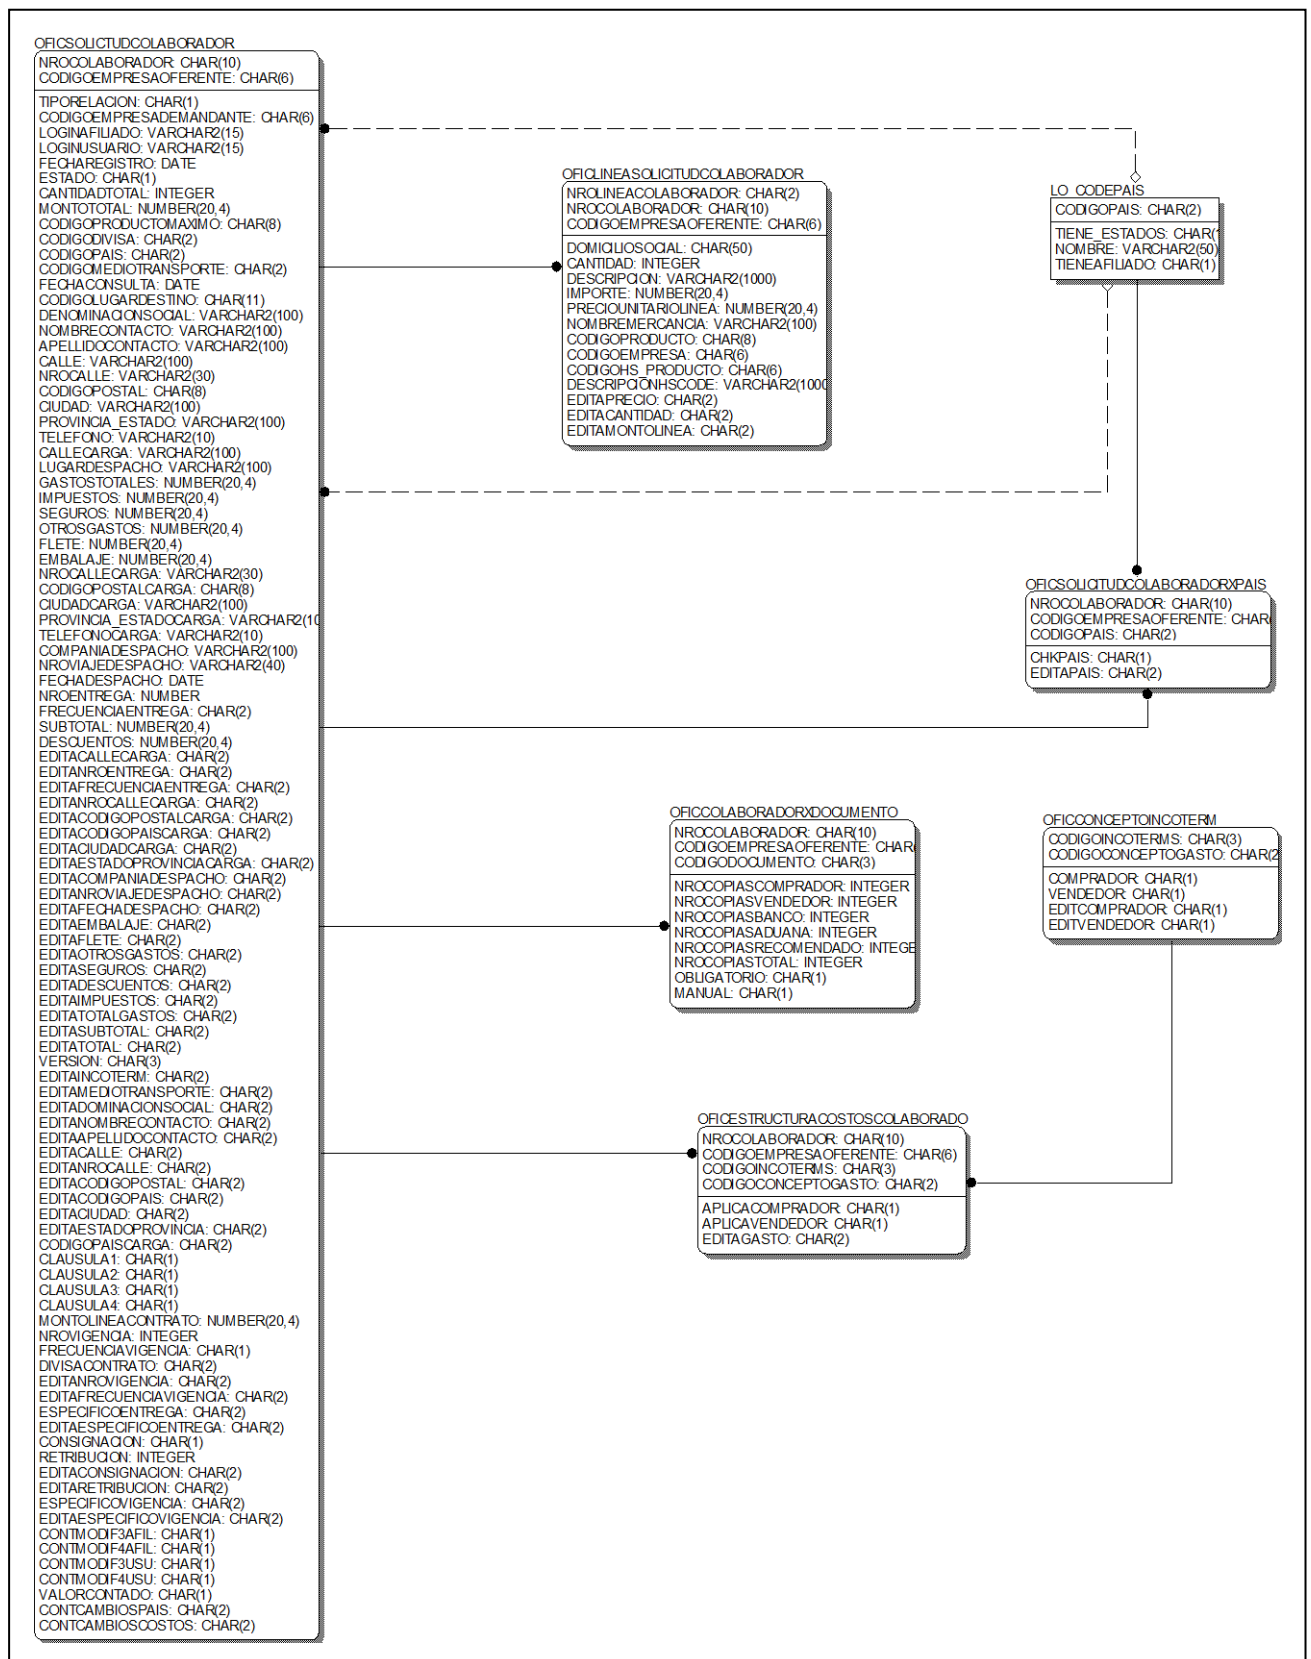 OFICSOLICTUDCOLABORADOR
NROCOLABORADOR: CHAR(10)
CODIGOEMPRESAOFERENTE: CHAR(6)
TIPORELACION: CHAR(1)
CODIGOEMPRESADEMANDANTE: CHAR(6)
LOGINAFILIADO: VARCHAR2(15)
LOGINUSUARIO: VARCHAR2(15)
FECHAREGISTRO: DATE
ESTADO: CHAR(1)
CANTIDADTOTAL: INTEGER
MONTOTOTAL: NUMBER(20,4)
CODIGOPRODUCTOMAXIMO: CHAR(8)
CODIGODIVISA: CHAR(2)
CODIGOPAIS: CHAR(2)
CODIGOMEDIOTRANSPORTE: CHAR(2)
FECHACONSULTA: DATE
CODIGOLUGARDESTINO: CHAR(11)
DENOMINACIONSOCIAL: VARCHAR2(100)
NOMBRECONTACTO: VARCHAR2(100)
APELLIDOCONTACTO: VARCHAR2(100)
CALLE: VARCHAR2(100)
NROCALLE: VARCHAR2(30)
CODIGOPOSTAL: CHAR(8)
CIUDAD: VARCHAR2(100)
PROVINCIA_ESTADO: VARCHAR2(100)
TELEFONO: VARCHAR2(10)
CALLECARGA: VARCHAR2(100)
LUGARDESPACHO: VARCHAR2(100)
GASTOSTOTALES: NUMBER(20,4)
IMPUESTOS: NUMBER(20,4)
SEGUROS: NUMBER(20,4)
OTROSGASTOS: NUMBER(20,4)
FLETE: NUMBER(20,4)
EMBALAJE: NUMBER(20,4)
NROCALLECARGA: VARCHAR2(30)
CODIGOPOSTALCARGA: CHAR(8)
CIUDADCARGA: VARCHAR2(100)
PROVINCIA_ESTADOCARGA: VARCHAR2(10
TELEFONOCARGA: VARCHAR2(10)
COMPANIADESPACHO: VARCHAR2(100)
NROVIAJEDESPACHO: VARCHAR2(40)
FECHADESPACHO: DATE
NROENTREGA: NUMBER
FRECUENCIAENTREGA: CHAR(2)
SUBTOTAL: NUMBER(20,4)
DESCUENTOS: NUMBER(20,4)
EDITACALLECARGA: CHAR(2)
EDITANROENTREGA: CHAR(2)
EDITAFRECUENCIAENTREGA: CHAR(2)
EDITANROCALLECARGA: CHAR(2)
EDITACODIGOPOSTALCARGA: CHAR(2)
EDITACODIGOPAISCARGA: CHAR(2)
EDITACIUDADCARGA: CHAR(2)
EDITAESTADOPROVINCIACARGA: CHAR(2)
EDITACOMPANIADESPACHO: CHAR(2)
EDITANROVIAJEDESPACHO: CHAR(2)
EDITAFECHADESPACHO: CHAR(2)
EDITAEMBALAJE: CHAR(2)
EDITAFLETE: CHAR(2)
EDITAOTROSGASTOS: CHAR(2)
EDITASEGUROS: CHAR(2)
EDITADESCUENTOS: CHAR(2)
EDITAIMPUESTOS: CHAR(2)
EDITATOTALGASTOS: CHAR(2)
EDITASUBTOTAL: CHAR(2)
EDITATOTAL: CHAR(2)
VERSION: CHAR(3)
EDITAINCOTERM: CHAR(2)
EDITAMEDIOTRANSPORTE: CHAR(2)
EDITADOMINACIONSOCIAL: CHAR(2)
EDITANOMBRECONTACTO: CHAR(2)
EDITAAPELLIDOCONTACTO: CHAR(2)
EDITACALLE: CHAR(2)
EDITANROCALLE: CHAR(2)
EDITACODIGOPOSTAL: CHAR(2)
EDITACODIGOPAIS: CHAR(2)
EDITACIUDAD: CHAR(2)
EDITAESTADOPROVINCIA: CHAR(2)
CODIGOPAISCARGA: CHAR(2)
CLAUSULA1: CHAR(1)
CLAUSULA2: CHAR(1)
CLAUSULA3: CHAR(1)
CLAUSULA4: CHAR(1)
MONTOLINEACONTRATO: NUMBER(20,4)
NROVIGENCIA: INTEGER
FRECUENCIAVIGENCIA: CHAR(1)
DIVISACONTRATO: CHAR(2)
EDITANROVIGENCIA: CHAR(2)
EDITAFRECUENCIAVIGENCIA: CHAR(2)
ESPECIFICOENTREGA: CHAR(2)
EDITAESPECIFICOENTREGA: CHAR(2)
CONSIGNACION: CHAR(1)
RETRIBUCION: INTEGER
EDITACONSIGNACION: CHAR(2)
EDITARETRIBUCION: CHAR(2)
ESPECIFICOVIGENCIA: CHAR(2)
EDITAESPECIFICOVIGENCIA: CHAR(2)
CONTMODIF3AFIL: CHAR(1)
CONTMODIF4AFIL: CHAR(1)
CONTMODIF3USU: CHAR(1)
CONTMODIF4USU: CHAR(1)
VALORCONTADO: CHAR(1)
CONTCAMBIOSPAIS: CHAR(2)
CONTCAMBIOSCOSTOS: CHAR(2)
OFICLINEASOLICITUDCOLABORADOR
NROLINEACOLABORADOR: CHAR(2)
NROCOLABORADOR: CHAR(10)
CODIGOEMPRESAOFERENTE: CHAR(6)
DOMICILIOSOCIAL: CHAR(50)
CANTIDAD: INTEGER
DESCRIPCION: VARCHAR2(1000)
IMPORTE: NUMBER(20,4)
PRECIOUNITARIOLINEA: NUMBER(20,4)
NOMBREMERCANCIA: VARCHAR2(100)
CODIGOPRODUCTO: CHAR(8)
CODIGOEMPRESA: CHAR(6)
CODIGOHS_PRODUCTO: CHAR(6)
DESCRIPCIONHSCODE: VARCHAR2(1000
EDITAPRECIO: CHAR(2)
EDITACANTIDAD: CHAR(2)
EDITAMONTOLINEA: CHAR(2)
LO_CODEPAIS
CODIGOPAIS: CHAR(2)
TIENE_ESTADOS: CHAR(1
NOMBRE: VARCHAR2(50)
TIENEAFILIADO: CHAR(1)
OFICSOLICITUDCOLABORADORXPAIS
NROCOLABORADOR: CHAR(10)
CODIGOEMPRESAOFERENTE: CHAR(
CODIGOPAIS: CHAR(2)
CHKPAIS: CHAR(1)
EDITAPAIS: CHAR(2)
OFICCOLABORADORXDOCUMENTO
NROCOLABORADOR: CHAR(10)
CODIGOEMPRESAOFERENTE: CHAR(
CODIGODOCUMENTO: CHAR(3)
NROCOPIASCOMPRADOR: INTEGER
NROCOPIASVENDEDOR: INTEGER
NROCOPIASBANCO: INTEGER
NROCOPIASADUANA: INTEGER
NROCOPIASRECOMENDADO: INTEGE
NROCOPIASTOTAL: INTEGER
OBLIGATORIO: CHAR(1)
MANUAL: CHAR(1)
OFICCONCEPTOINCOTERM
CODIGOINCOTERMS: CHAR(3)
CODIGOCONCEPTOGASTO: CHAR(2
COMPRADOR: CHAR(1)
VENDEDOR: CHAR(1)
EDITCOMPRADOR: CHAR(1)
EDITVENDEDOR: CHAR(1)
OFICESTRUCTURACOSTOSCOLABORADO
NROCOLABORADOR: CHAR(10)
CODIGOEMPRESAOFERENTE: CHAR(6)
CODIGOINCOTERMS: CHAR(3)
CODIGOCONCEPTOGASTO: CHAR(2)
APLICACOMPRADOR: CHAR(1)
APLICAVENDEDOR: CHAR(1)
EDITAGASTO: CHAR(2)